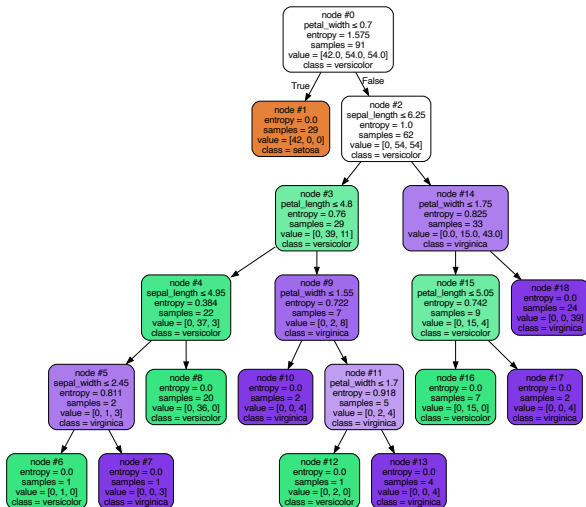 node #0
petal_width ≤ 0.7
entropy = 1.575
samples = 91
value = [42.0, 54.0, 54.0]
class = versicolor
True
False
node #1
entropy = 0.0
samples = 29
value = [42, 0, 0]
class = setosa
node #2
sepal_length ≤ 6.25
entropy = 1.0
samples = 62
value = [0, 54, 54]
class = versicolor
node #3
petal_length ≤ 4.8
entropy = 0.76
samples = 29
value = [0, 39, 11]
class = versicolor
node #14
petal_width ≤ 1.75
entropy = 0.825
samples = 33
value = [0.0, 15.0, 43.0]
class = virginica
node #4
sepal_length ≤ 4.95
entropy = 0.384
samples = 22
value = [0, 37, 3]
class = versicolor
node #9
petal_width ≤ 1.55
entropy = 0.722
samples = 7
value = [0, 2, 8]
class = virginica
node #15
petal_length ≤ 5.05
entropy = 0.742
samples = 9
value = [0, 15, 4]
class = versicolor
node #18
entropy = 0.0
samples = 24
value = [0, 0, 39]
class = virginica
node #5
sepal_width ≤ 2.45
entropy = 0.811
samples = 2
value = [0, 1, 3]
class = virginica
node #8
entropy = 0.0
samples = 20
value = [0, 36, 0]
class = versicolor
node #10
entropy = 0.0
samples = 2
value = [0, 0, 4]
class = virginica
node #11
petal_width ≤ 1.7
entropy = 0.918
samples = 5
value = [0, 2, 4]
class = virginica
node #16
entropy = 0.0
samples = 7
value = [0, 15, 0]
class = versicolor
node #17
entropy = 0.0
samples = 2
value = [0, 0, 4]
class = virginica
node #6
entropy = 0.0
samples = 1
value = [0, 1, 0]
class = versicolor
node #7
entropy = 0.0
samples = 1
value = [0, 0, 3]
class = virginica
node #12
entropy = 0.0
samples = 1
value = [0, 2, 0]
class = versicolor
node #13
entropy = 0.0
samples = 4
value = [0, 0, 4]
class = virginica